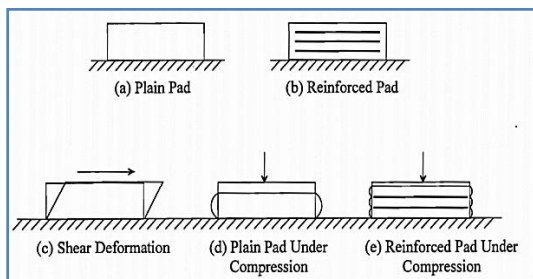 (a) Plain Pad
(b) Reinforced Pad
(c) Shear Deformation
(d) Plain Pad Under
Compression
(e) Reinforced Pad Under
Compression